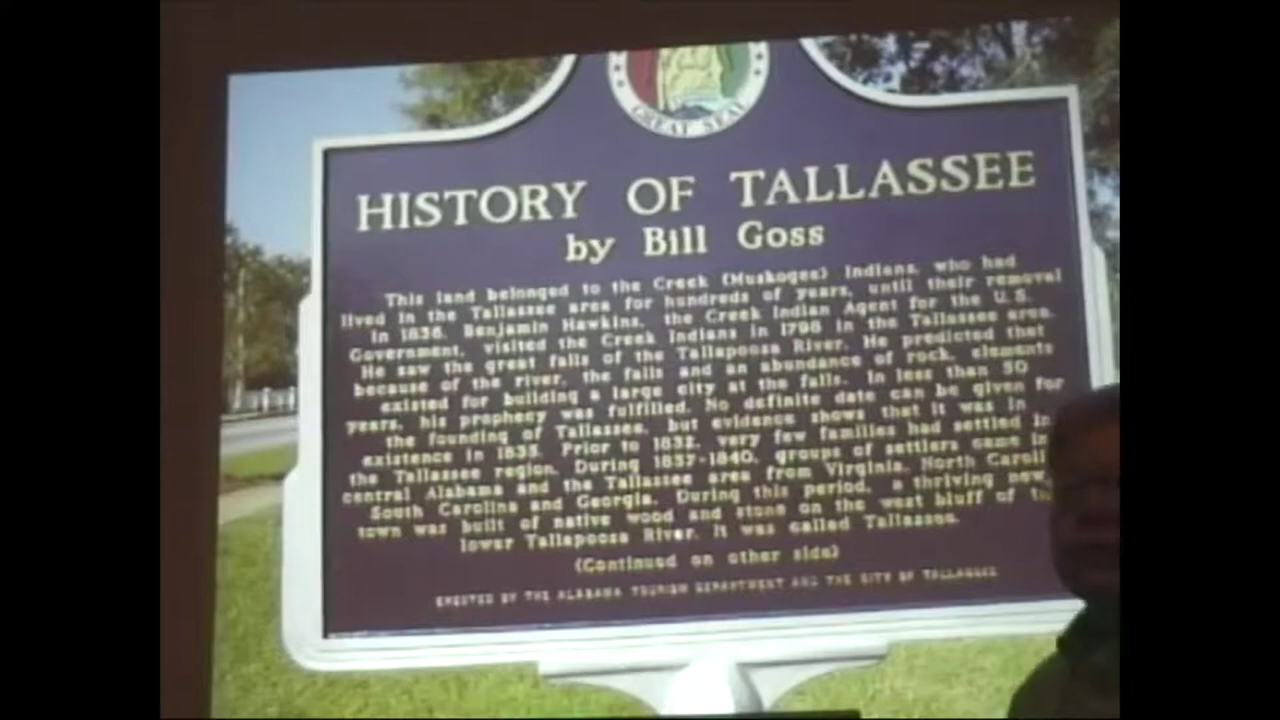 GREAT SEAL
HISTORY OF TALLASSEE
by Bill Goss
This land belonged to the Creek (Muskogee) Indians, who had
lived in the Tallassee area for hundreds of years, until their removal
in 1836. Benjamin Hawkins, the Creek Indian Agent for the U.S.
Government, visited the Creek Indians in 1798 in the Tallassee area.
He saw the great falls of the Tallapoosa River. He predicted that
because of the river, the falls and an abundance of rock, elements
existed for building a large city at the falls. In less than 50
years, his prophecy was fulfilled. No definite date can be given for
the founding of Tallassee, but evidence shows that it was in
existence in 1835. Prior to 1832, very few families had settled in
the Tallassee region. During 1837-1840, groups of settlers came in
central Alabama and the Tallassee area from Virginia, North Caroli
South Carolina and Georgia. During this period, a thriving new
town was built of native wood and stone on the west bluff of th
lower Tallapoosa River. It was called Tallassee.
(Continued on other side)
ERECTED BY THE ALABAMA TOURISM DEPARTMENT AND THE CITY OF TALLASSEE